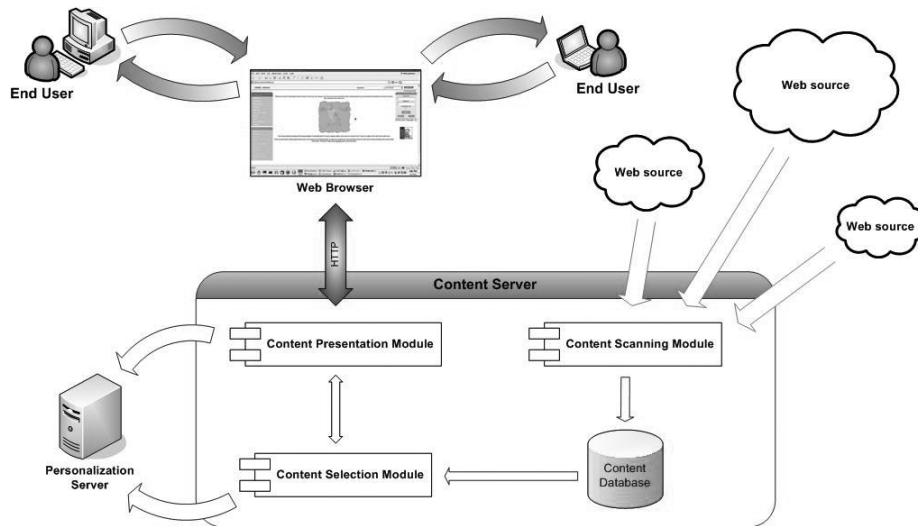 End User
End User
Web Browser
Web source
Web source
Web source
HTTP
Content Server
Content Presentation Module
Content Scanning Module
Personalization
Server
Content Selection Module
Content
Database